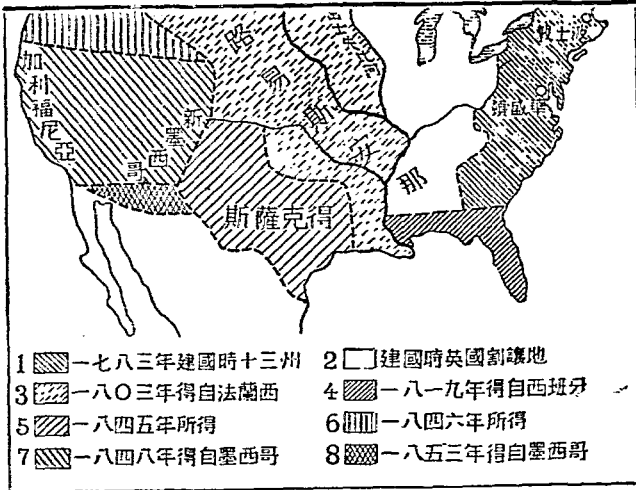 波士頓
華盛頓
路易斯安那
加利福尼亞
新墨西哥
得克薩斯
1 一七八三年建國時十三州
2 建國時英國割讓地
3 一八〇三年得自法蘭西
4 一八一九年得自西班牙
5 一八四五年所得
6 一八四六年所得
7 一八四八年得自墨西哥
8 一八五三年得自墨西哥